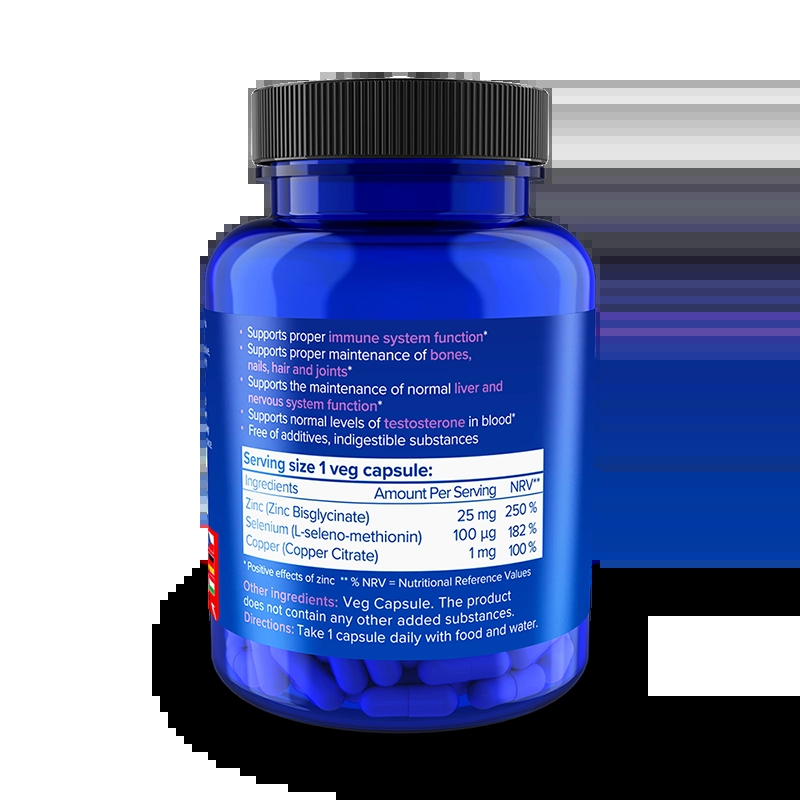 • Supports proper immune system function*
• Supports proper maintenance of bones,
nails, hair and joints*
• Supports the maintenance of normal liver and
nervous system function*
• Supports normal levels of testosterone in blood*
• Free of additives, indigestible substances
Serving size 1 veg capsule:
Ingredients Amount Per Serving NRV**
Zinc (Zinc Bisglycinate) 25 mg 250 %
Selenium (L-seleno-methionin) 100 µg 182 %
Copper (Copper Citrate) 1 mg 100 %
*Positive effects of zinc ** % NRV = Nutritional Reference Values
Other ingredients: Veg Capsule. The product
does not contain any other added substances.
Directions: Take 1 capsule daily with food and water.